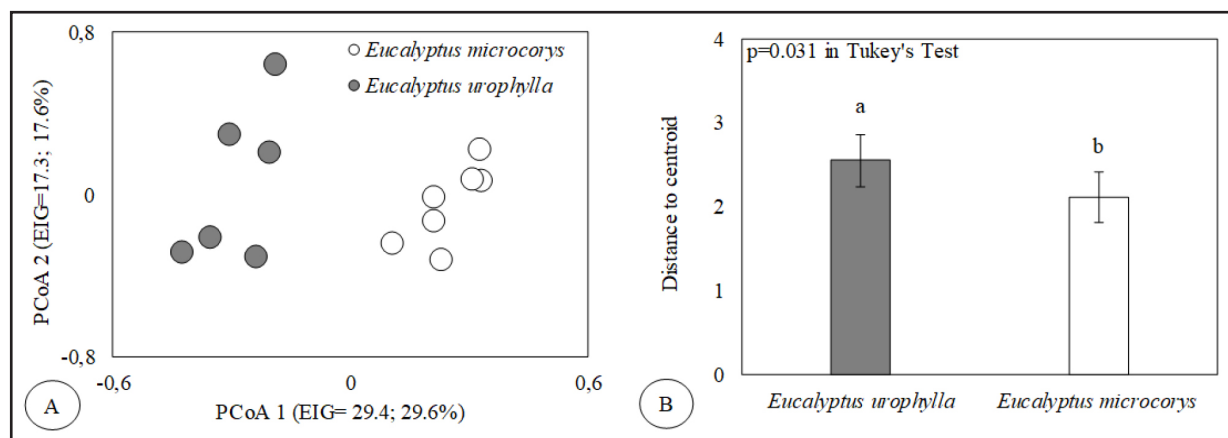 0,8
Eucalyptus microcorys
Eucalyptus urophylla
PCoA 2 (EIG=17.3; 17.6%)
0
-0,8
-0,6
0
0,6
PCoA 1 (EIG= 29.4; 29.6%)
A
4
p=0.031 in Tukey's Test
a
b
3
Distance to centroid
2
1
0
Eucalyptus urophylla
Eucalyptus microcorys
B